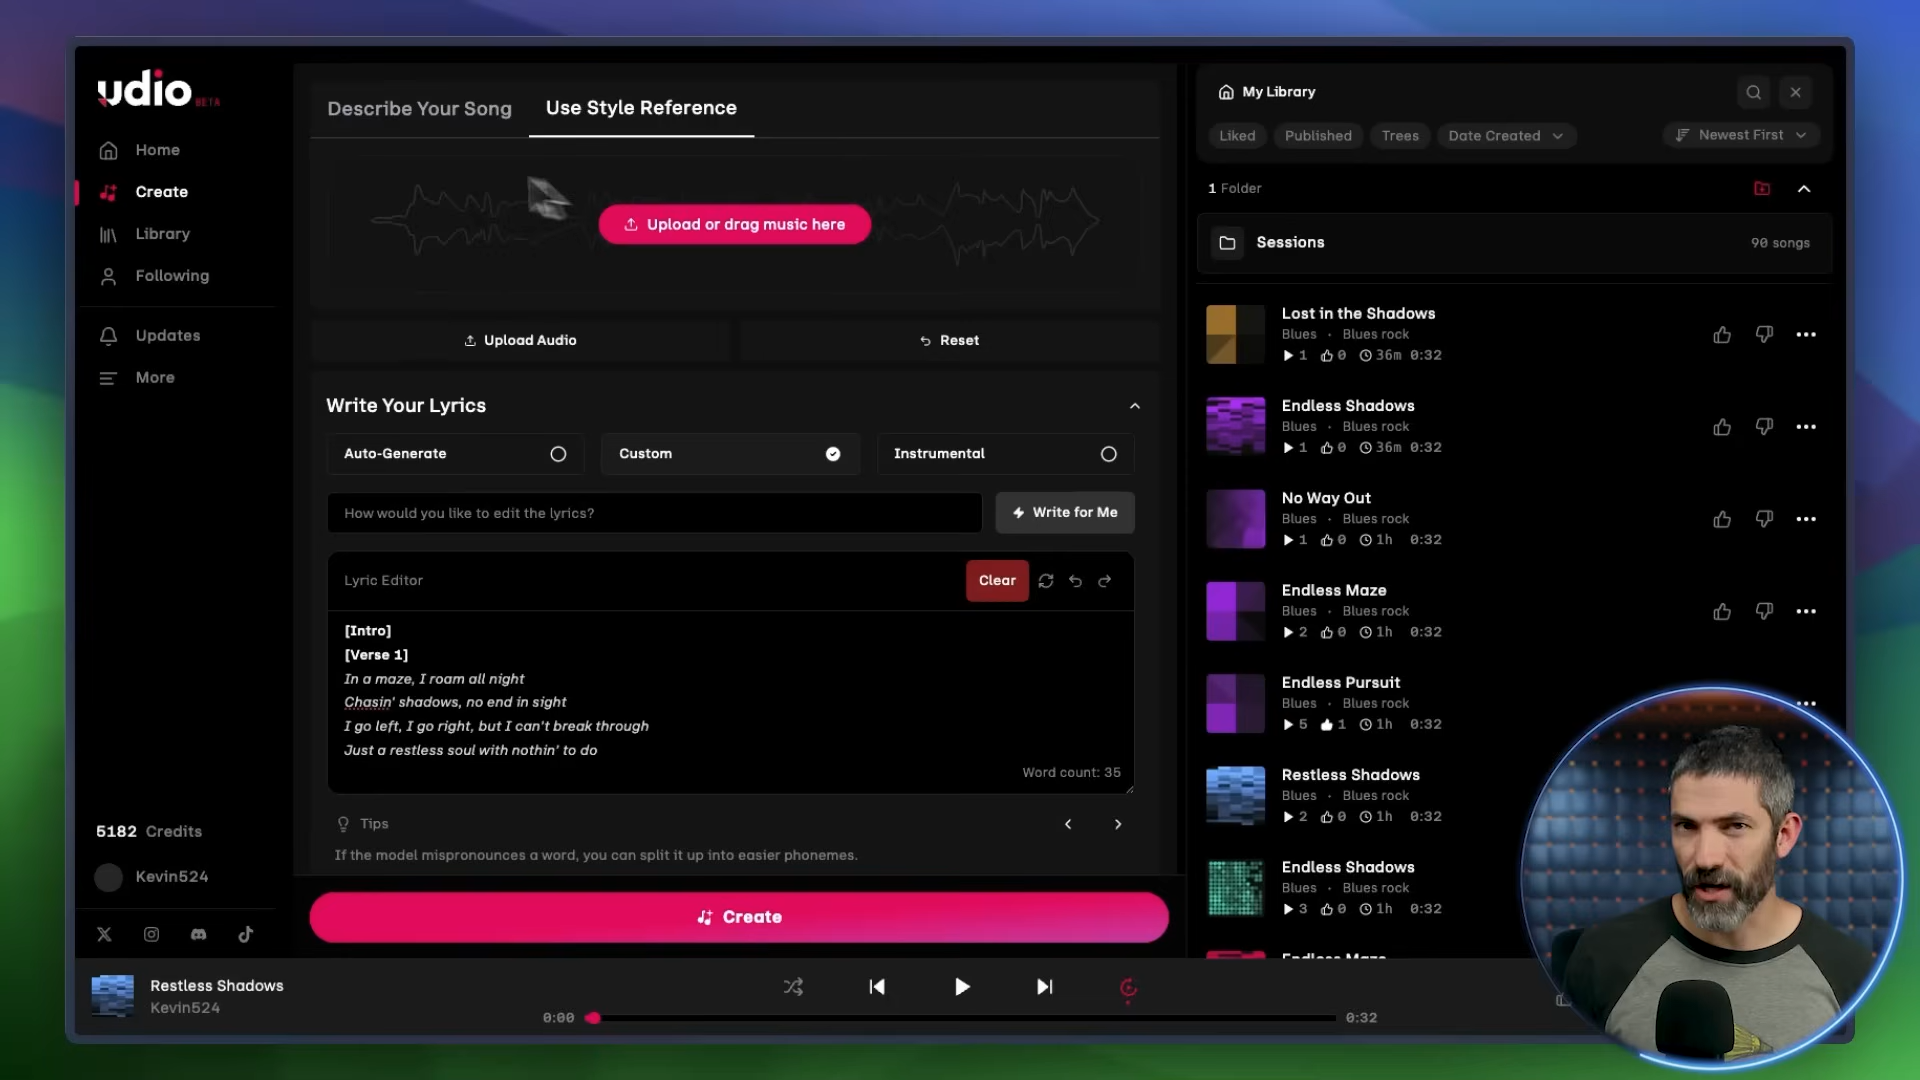 udio BETA
Home
Create
Library
Following
Updates
More
5182 Credits
Kevin524
Describe Your Song
Use Style Reference
Upload or drag music here
Upload Audio
Reset
Write Your Lyrics
Auto-Generate
Custom
Instrumental
How would you like to edit the lyrics?
Write for Me
Lyric Editor
Clear
[Intro]
[Verse 1]
In a maze, I roam all night
Chasin' shadows, no end in sight
I go left, I go right, but I can't break through
Just a restless soul with nothin' to do
Word count: 35
Tips
If the model mispronounces a word, you can split it up into easier phonemes.
Create
My Library
Liked
Published
Trees
Date Created
Newest First
1 Folder
Sessions
90 songs
Lost in the Shadows
Blues · Blues rock
1 0 36m 0:32
Endless Shadows
Blues · Blues rock
1 0 36m 0:32
No Way Out
Blues · Blues rock
1 0 1h 0:32
Endless Maze
Blues · Blues rock
2 0 1h 0:32
Endless Pursuit
Blues · Blues rock
5 1 1h 0:32
Restless Shadows
Blues · Blues rock
2 0 1h 0:32
Endless Shadows
Blues · Blues rock
3 0 1h 0:32
Endless Maze
Restless Shadows
Kevin524
0:00
0:32